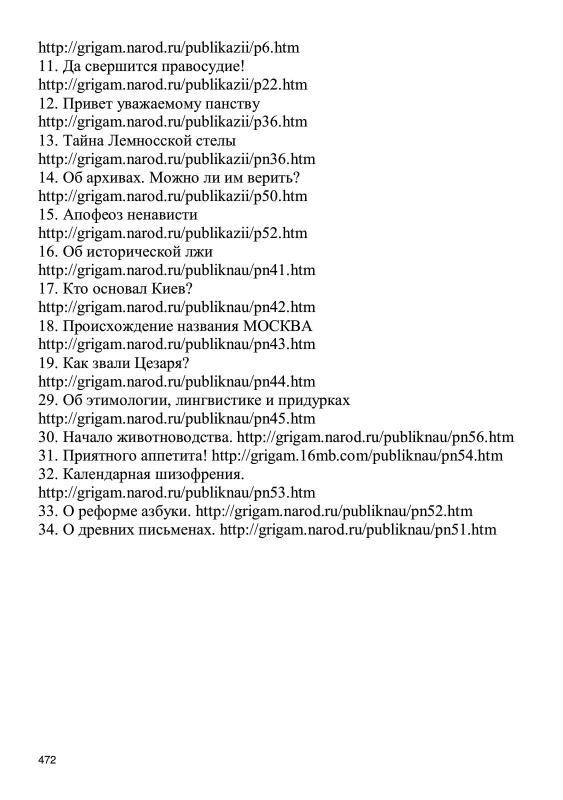 http://grigam.narod.ru/publikazii/p6.htm
11. Да свершится правосудие!
http://grigam.narod.ru/publikazii/p22.htm
12. Привет уважаемому панству
http://grigam.narod.ru/publikazii/p36.htm
13. Тайна Лемносской стелы
http://grigam.narod.ru/publikazii/pn36.htm
14. Об архивах. Можно ли им верить?
http://grigam.narod.ru/publikazii/p50.htm
15. Апофеоз ненависти
http://grigam.narod.ru/publikazii/p52.htm
16. Об исторической лжи
http://grigam.narod.ru/publiknau/pn41.htm
17. Кто основал Киев?
http://grigam.narod.ru/publiknau/pn42.htm
18. Происхождение названия МОСКВА
http://grigam.narod.ru/publiknau/pn43.htm
19. Как звали Цезаря?
http://grigam.narod.ru/publiknau/pn44.htm
29. Об этимологии, лингвистике и придурках
http://grigam.narod.ru/publiknau/pn45.htm
30. Начало животноводства. http://grigam.narod.ru/publiknau/pn56.htm
31. Приятного аппетита! http://grigam.16mb.com/publiknau/pn54.htm
32. Календарная шизофрения.
http://grigam.narod.ru/publiknau/pn53.htm
33. О реформе азбуки. http://grigam.narod.ru/publiknau/pn52.htm
34. О древних письменах. http://grigam.narod.ru/publiknau/pn51.htm
472